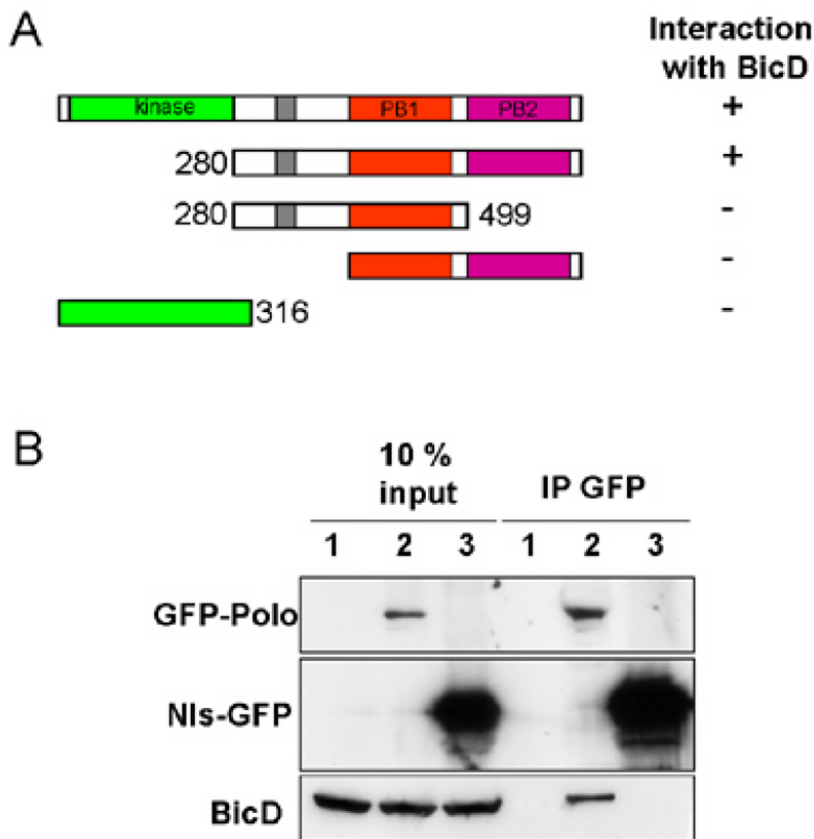 A
Interaction
with BicD
kinase PB1 PB2 +
280 +
280 499 -
-
316 -
B
10 %
input
IP GFP
1 2 3 1 2 3
GFP-Polo
Nls-GFP
BicD